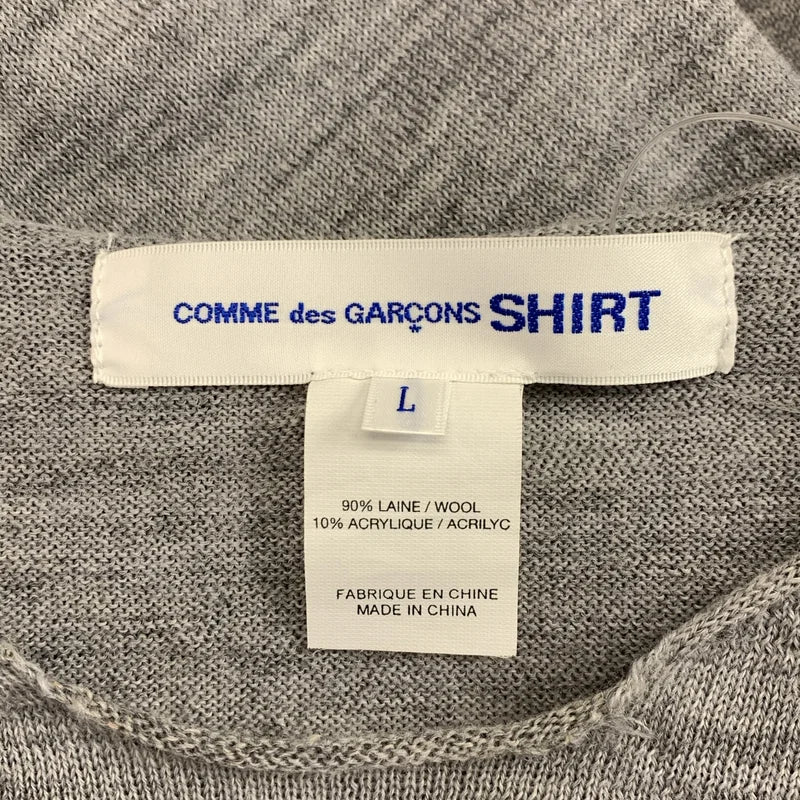 COMME des GARÇONS SHIRT
L
90% LAINE / WOOL
10% ACRYLIQUE / ACRILYC
FABRIQUE EN CHINE
MADE IN CHINA